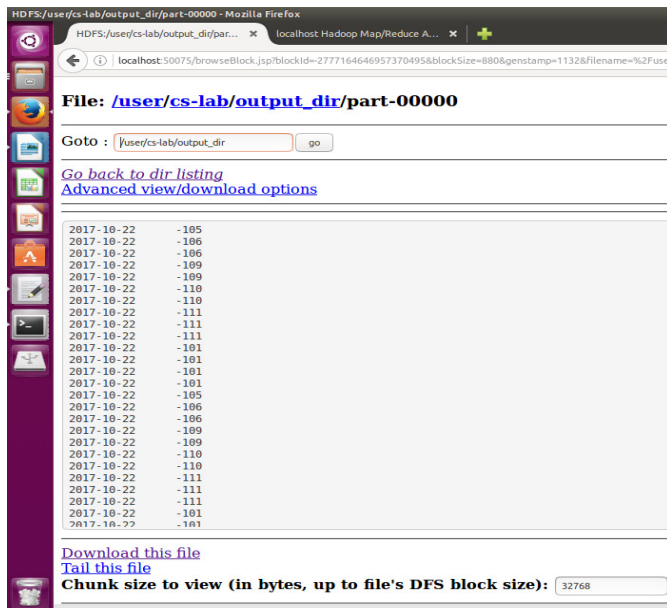 HDFS:/user/cs-lab/output_dir/part-00000 - Mozilla Firefox
HDFS:/user/cs-lab/output_dir/par... × localhost Hadoop Map/Reduce A... ×
localhost:50075/browseBlock.jsp?blockId=-2777164646957370495&blockSize=880&genstamp=1132&filename=%2Fuse
File: /user/cs-lab/output_dir/part-00000
Goto : /user/cs-lab/output_dir go
Go back to dir listing
Advanced view/download options
2017-10-22 -105
2017-10-22 -106
2017-10-22 -106
2017-10-22 -109
2017-10-22 -109
2017-10-22 -110
2017-10-22 -110
2017-10-22 -111
2017-10-22 -111
2017-10-22 -111
2017-10-22 -101
2017-10-22 -101
2017-10-22 -101
2017-10-22 -101
2017-10-22 -105
2017-10-22 -106
2017-10-22 -106
2017-10-22 -109
2017-10-22 -109
2017-10-22 -110
2017-10-22 -110
2017-10-22 -111
2017-10-22 -111
2017-10-22 -111
2017-10-22 -101
2017-10-22 -101
Download this file
Tail this file
Chunk size to view (in bytes, up to file's DFS block size): 32768